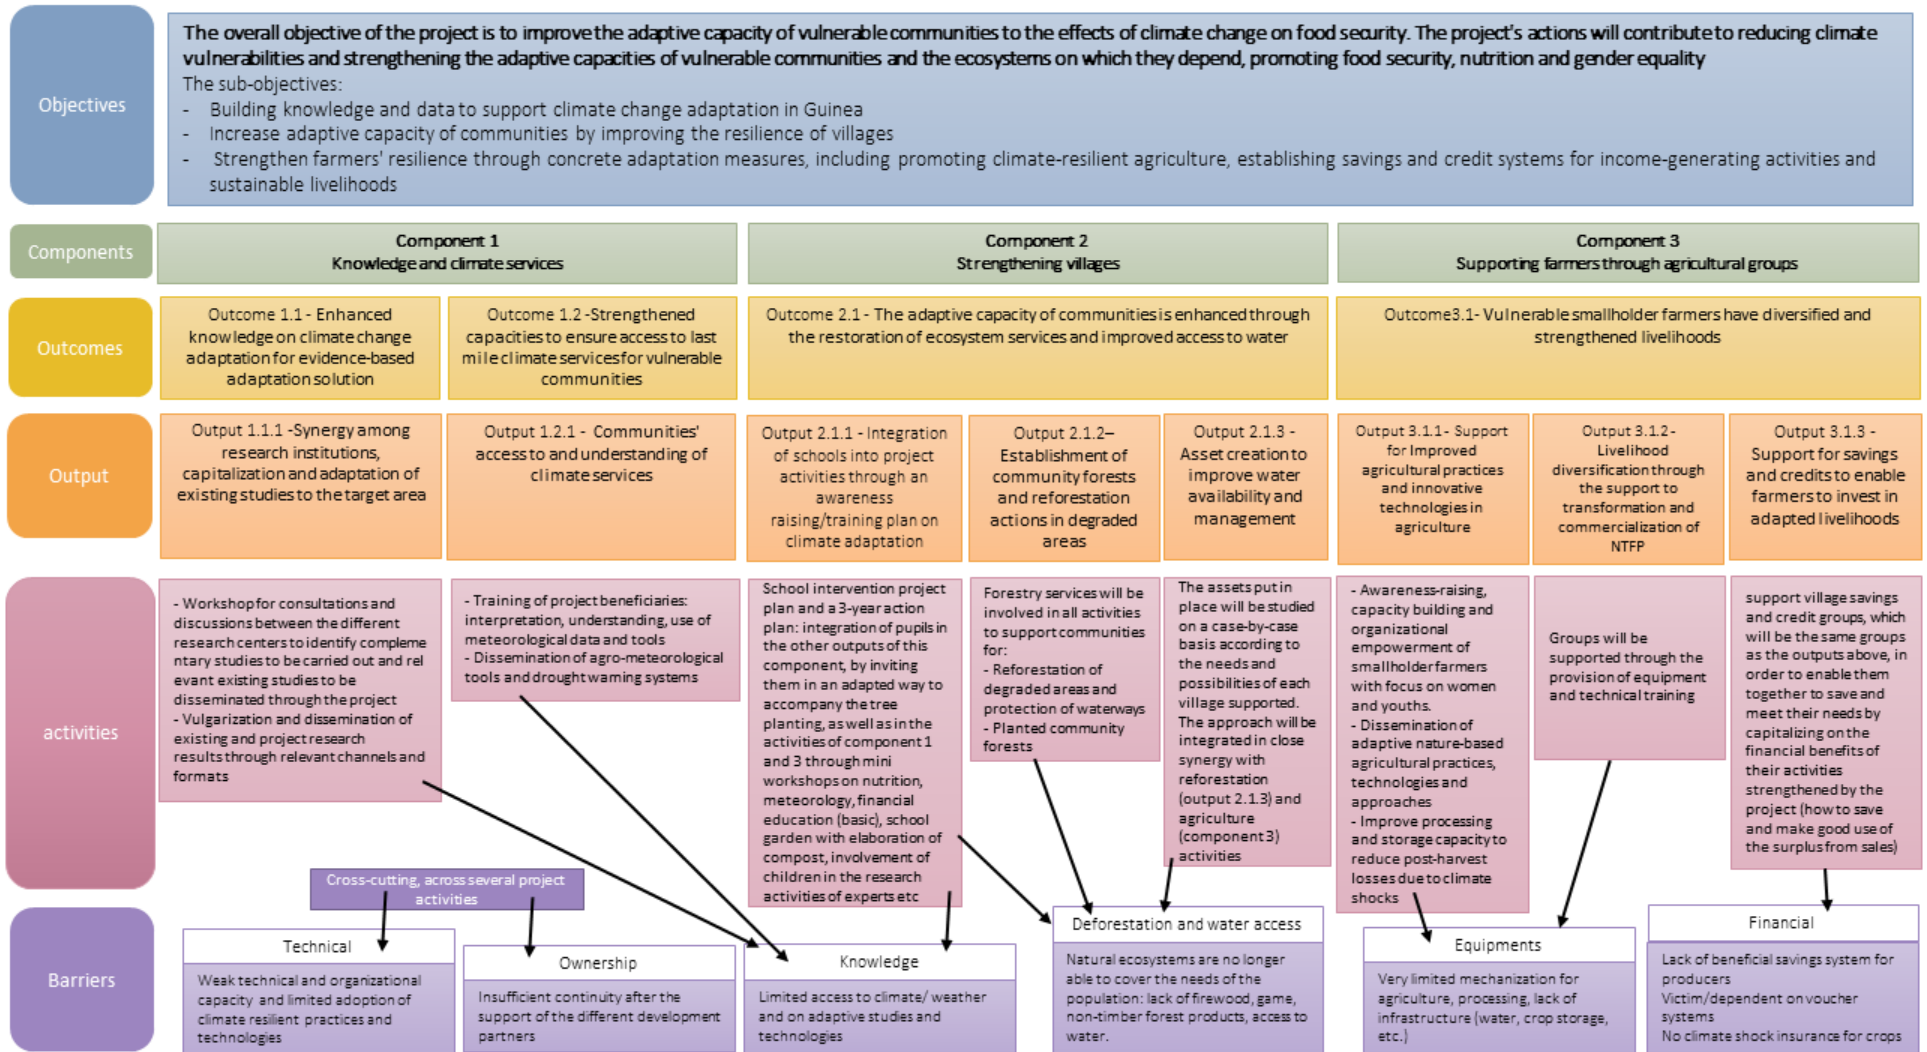 Objectives
The overall objective of the project is to improve the adaptive capacity of vulnerable communities to the effects of climate change on food security. The project's actions will contribute to reducing climate
vulnerabilities and strengthening the adaptive capacities of vulnerable communities and the ecosystems on which they depend, promoting food security, nutrition and gender equality
The sub-objectives:
- Building knowledge and data to support climate change adaptation in Guinea
- Increase adaptive capacity of communities by improving the resilience of villages
- Strengthen farmers' resilience through concrete adaptation measures, including promoting climate-resilient agriculture, establishing savings and credit systems for income-generating activities and
sustainable livelihoods
Components
Component 1
Knowledge and climate services
Component 2
Strengthening villages
Component 3
Supporting farmers through agricultural groups
Outcomes
Outcome 1.1 - Enhanced
knowledge on climate change
adaptation for evidence-based
adaptation solution
Outcome 1.2 -Strengthened
capacities to ensure access to last
mile climate services for vulnerable
communities
Outcome 2.1 - The adaptive capacity of communities is enhanced through
the restoration of ecosystem services and improved access to water
Outcome3.1- Vulnerable smallholder farmers have diversified and
strengthened livelihoods
Output
Output 1.1.1 -Synergy among
research institutions,
capitalization and adaptation of
existing studies to the target area
Output 1.2.1 - Communities'
access to and understanding of
climate services
Output 2.1.1 - Integration
of schools into project
activities through an
awareness
raising/training plan on
climate adaptation
Output 2.1.2–
Establishment of
community forests
and reforestation
actions in degraded
areas
Output 2.1.3 -
Asset creation to
improve water
availability and
management
Output 3.1.1- Support
for Improved
agricultural practices
and innovative
technologies in
agriculture
Output 3.1.2-
Livelihood
diversification through
the support to
transformation and
commercialization of
NTFP
Output 3.1.3 -
Support for savings
and credits to enable
farmers to invest in
adapted livelihoods
activities
- Workshop for consultations and
discussions between the different
research centers to identify compleme
ntary studies to be carried out and rel
evant existing studies to be
disseminated through the project
- Vulgarization and dissemination of
existing and project research
results through relevant channels and
formats
- Training of project beneficiaries:
interpretation, understanding, use of
meteorological data and tools
- Dissemination of agro-meteorological
tools and drought warning systems
School intervention project
plan and a 3-year action
plan: integration of pupils in
the other outputs of this
component, by inviting
them in an adapted way to
accompany the tree
planting, as well as in the
activities of component 1
and 3 through mini
workshops on nutrition,
meteorology, financial
education (basic), school
garden with elaboration of
compost, involvement of
children in the research
activities of experts etc
Forestry services will be
involved in all activities
to support communities
for:
- Reforestation of
degraded areas and
protection of waterways
- Planted community
forests
The assets put in
place will be studied
on a case-by-case
basis according to
the needs and
possibilities of each
village supported.
The approach will be
integrated in close
synergy with
reforestation
(output 2.1.3) and
agriculture
(component 3)
activities
- Awareness-raising,
capacity building and
organizational
empowerment of
smallholder farmers
with focus on women
and youths.
- Dissemination of
adaptive nature-based
agricultural practices,
technologies and
approaches
- Improve processing
and storage capacity to
reduce post-harvest
losses due to climate
shocks
Groups will be
supported through the
provision of equipment
and technical training
support village savings
and credit groups, which
will be the same groups
as the outputs above, in
order to enable them
together to save and
meet their needs by
capitalizing on the
financial benefits of
their activities
strengthened by the
project (how to save
and make good use of
the surplus from sales)
Cross-cutting, across several project
activities
Barriers
Technical
Weak technical and organizational
capacity and limited adoption of
climate resilient practices and
technologies
Ownership
Insufficient continuity after the
support of the different development
partners
Knowledge
Limited access to climate/ weather
and on adaptive studies and
technologies
Deforestation and water access
Natural ecosystems are no longer
able to cover the needs of the
population: lack of firewood, game,
non-timber forest products, access to
water.
Equipments
Very limited mechanization for
agriculture, processing, lack of
infrastructure (water, crop storage,
etc.)
Financial
Lack of beneficial savings system for
producers
Victim/dependent on voucher
systems
No climate shock insurance for crops